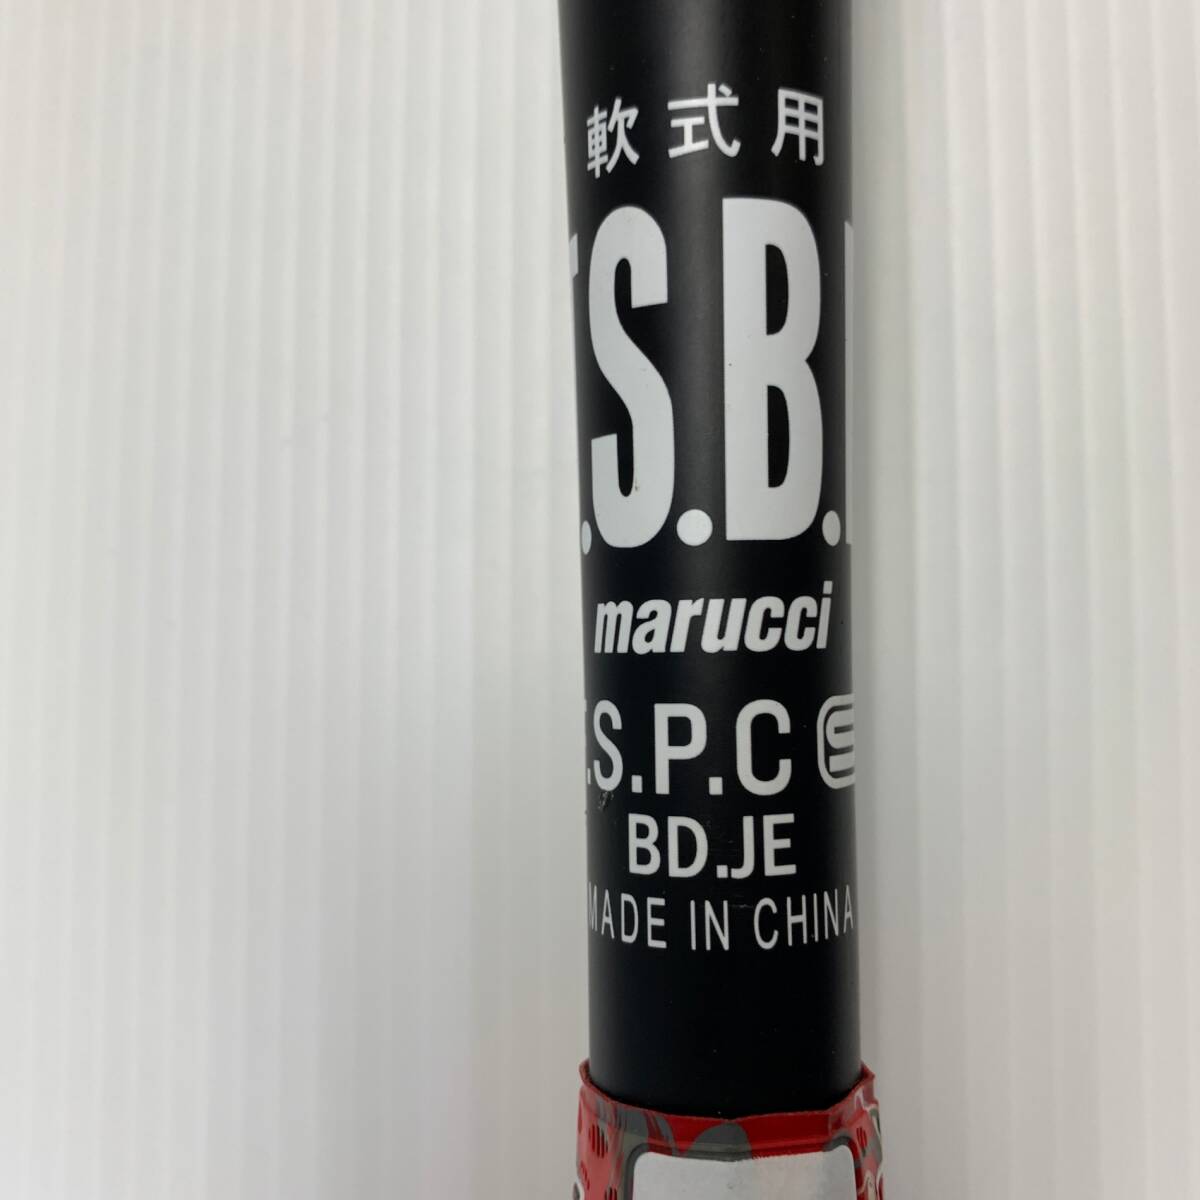 軟式用
.S.B.
marucci
.S.P.C S
BD.JE
MADE IN CHINA